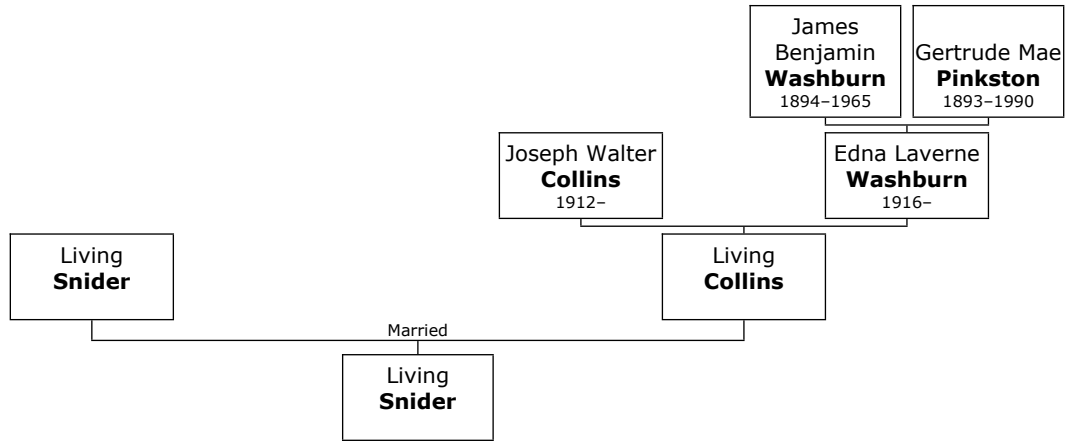 James
Benjamin
Washburn
1894–1965
Gertrude Mae
Pinkston
1893–1990
Joseph Walter
Collins
1912–
Edna Laverne
Washburn
1916–
Living
Snider
Living
Collins
Married
Living
Snider